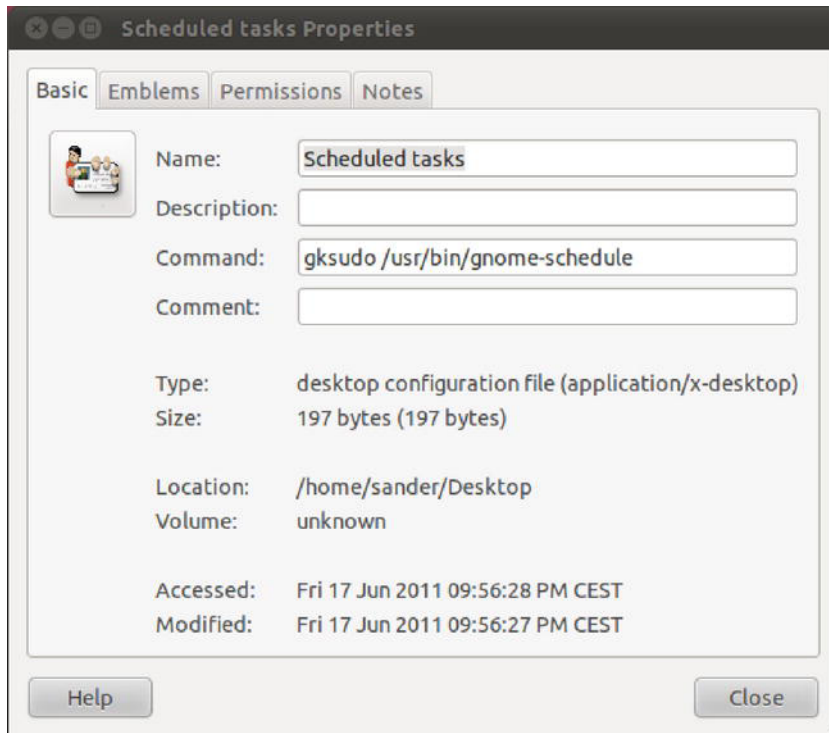 Scheduled tasks Properties
Basic Emblems Permissions Notes
Name: Scheduled tasks
Description:
Command: gksudo /usr/bin/gnome-schedule
Comment:
Type: desktop configuration file (application/x-desktop)
Size: 197 bytes (197 bytes)
Location: /home/sander/Desktop
Volume: unknown
Accessed: Fri 17 Jun 2011 09:56:28 PM CEST
Modified: Fri 17 Jun 2011 09:56:27 PM CEST
Help Close